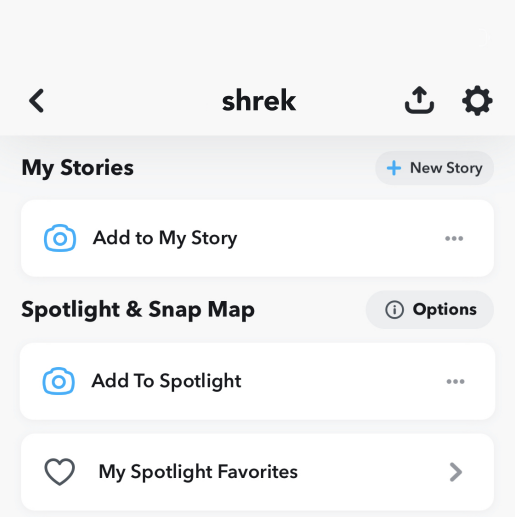 shrek
My Stories
New Story
Add to My Story
Spotlight & Snap Map
Options
Add To Spotlight
My Spotlight Favorites